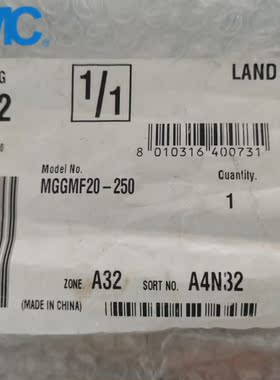 MC
G
1/1
LAND
2
8 010316 400731
Model No.
Quantity.
MGGMF20-250
1
ZONE A32 SORT NO. A4N32
(MADE IN CHINA)